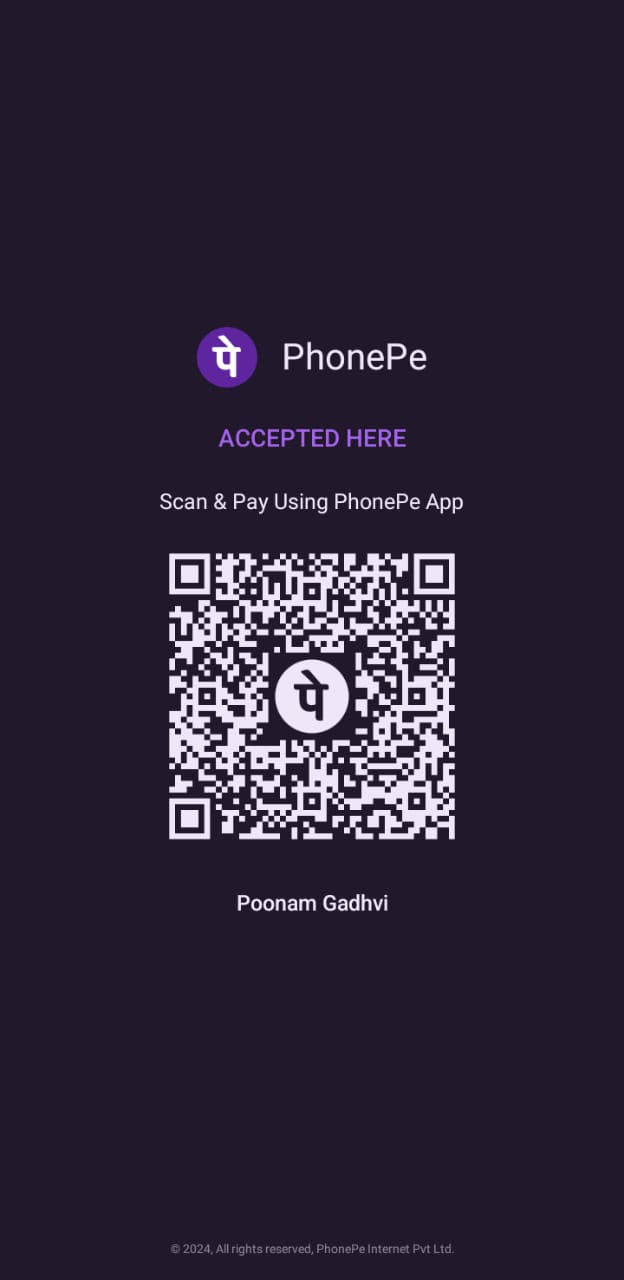 पे PhonePe
ACCEPTED HERE
Scan & Pay Using PhonePe App
पे
Poonam Gadhvi
© 2024, All rights reserved, PhonePe Internet Pvt Ltd.